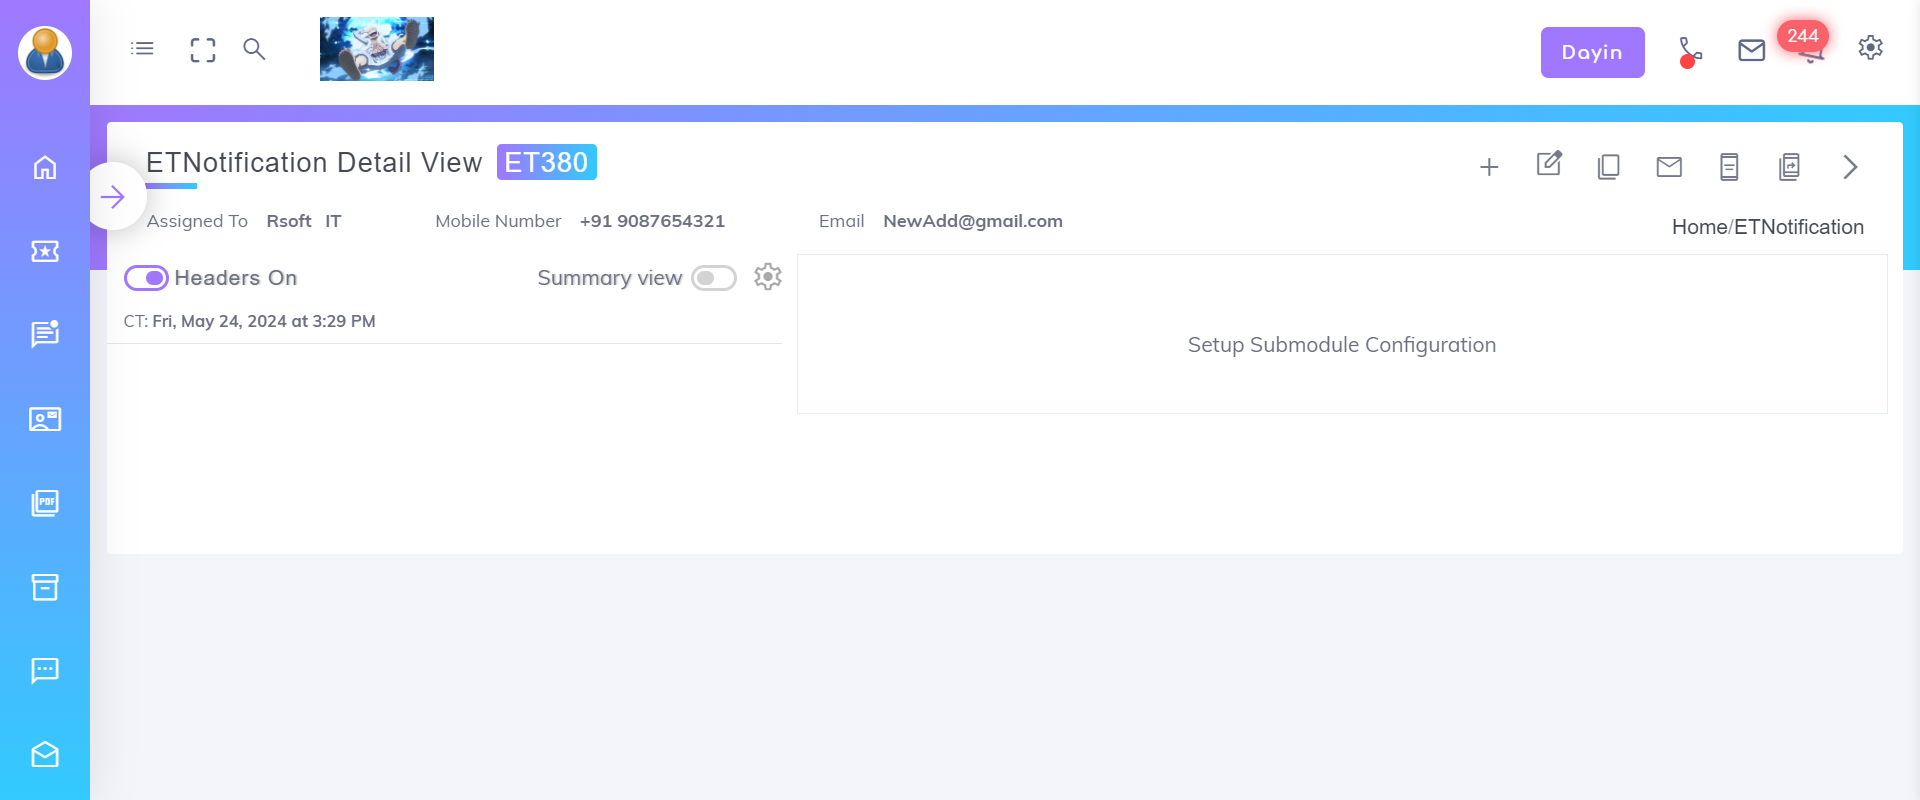 Dayin
244
ETNotification Detail View ET380
Assigned To Rsoft IT Mobile Number +91 9087654321 Email NewAdd@gmail.com
Home/ETNotification
Headers On Summary view
CT: Fri, May 24, 2024 at 3:29 PM
Setup Submodule Configuration
PDF